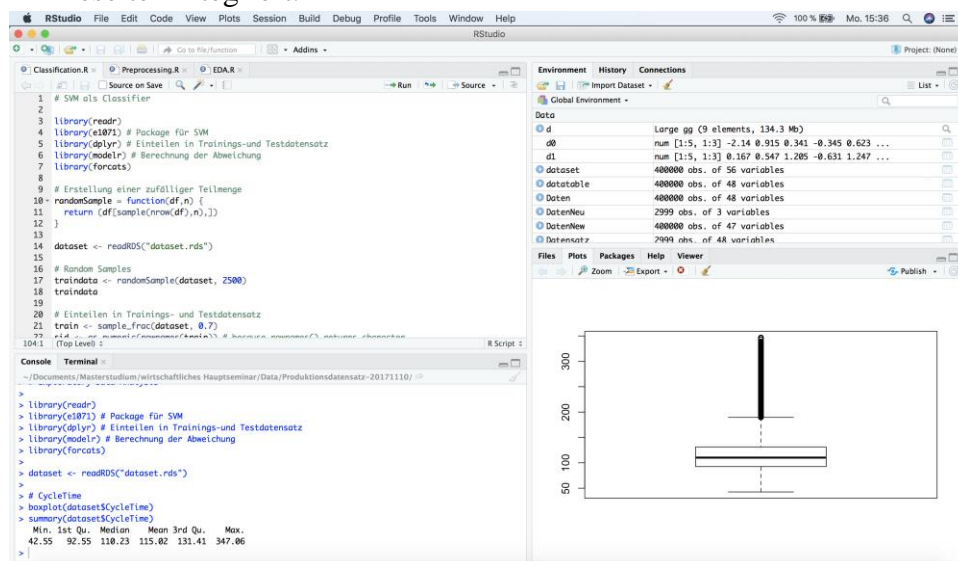 RStudio File Edit Code View Plots Session Build Debug Profile Tools Window Help 100 % Mo. 15:36
RStudio
Go to file/function Addins Project: (None)
Classification.R Preprocessing.R EDA.R
Source on Save Run Source
1 # SVM als Classifier
2
3 library(readr)
4 library(e1071) # Package für SVM
5 library(dplyr) # Einteilen in Trainings-und Testdatensatz
6 library(modelr) # Berechnung der Abweichung
7 library(forcats)
8
9 # Erstellung einer zufälliger Teilmenge
10 randomSample = function(df,n) {
11 return (df[sample(nrow(df),n),])
12 }
13
14 dataset <- readRDS("dataset.rds")
15
16 # Random Samples
17 traindata <- randomSample(dataset, 2500)
18 traindata
19
20 # Einteilen in Trainings- und Testdatensatz
21 train <- sample_frac(dataset, 0.7)
22 sid <- as.numeric(rownames(train)) # because rownames() returns character
104:1 (Top Level) R Script
Console Terminal
~/Documents/Masterstudium/wirtschaftliches Hauptseminar/Data/Produktionsdatensatz-20171110/
>
> library(readr)
> library(e1071) # Package für SVM
> library(dplyr) # Einteilen in Trainings-und Testdatensatz
> library(modelr) # Berechnung der Abweichung
> library(forcats)
>
> dataset <- readRDS("dataset.rds")
>
> # CycleTime
> boxplot(dataset$CycleTime)
> summary(dataset$CycleTime)
Min. 1st Qu. Median Mean 3rd Qu. Max.
42.55 92.55 110.23 115.02 131.41 347.06
>
Environment History Connections
Import Dataset List
Global Environment
Data
d Large gg (9 elements, 134.3 Mb)
d0 num [1:5, 1:3] -2.14 0.915 0.341 -0.345 0.623 ...
d1 num [1:5, 1:3] 0.167 0.547 1.205 -0.631 1.247 ...
dataset 400000 obs. of 56 variables
datatable 400000 obs. of 48 variables
Daten 400000 obs. of 48 variables
DatenNeu 2999 obs. of 3 variables
DatenNew 400000 obs. of 47 variables
Datensatz 2999 obs. of 48 variables
Files Plots Packages Help Viewer
Zoom Export Publish
300
200
100
50